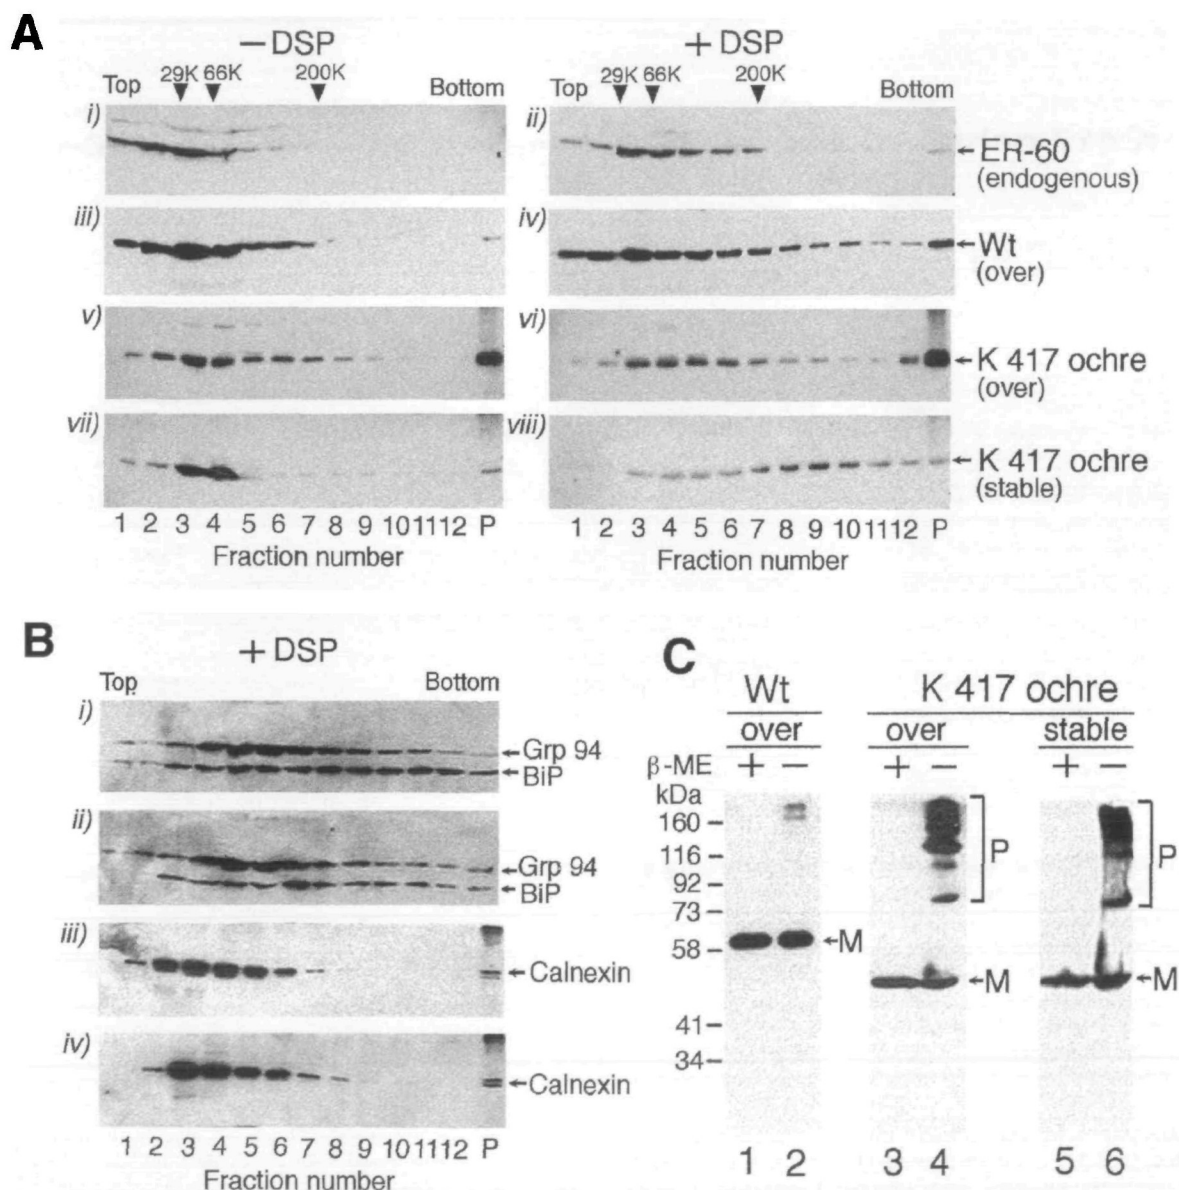 A
– DSP
+ DSP
Top 29K 66K 200K Bottom
Top 29K 66K 200K Bottom
i)
ii)
ER-60
(endogenous)
iii)
iv)
Wt
(over)
v)
vi)
K 417 ochre
(over)
vii)
viii)
K 417 ochre
(stable)
1 2 3 4 5 6 7 8 9 10 11 12 P
1 2 3 4 5 6 7 8 9 10 11 12 P
Fraction number
Fraction number
B
+ DSP
Top Bottom
i)
Grp 94
BiP
ii)
Grp 94
BiP
iii)
Calnexin
iv)
Calnexin
1 2 3 4 5 6 7 8 9 10 11 12 P
Fraction number
C
Wt K 417 ochre
over over stable
β-ME + – + – + –
kDa
160
116
92
73
58
41
34
P
P
M
M
M
1 2 3 4 5 6